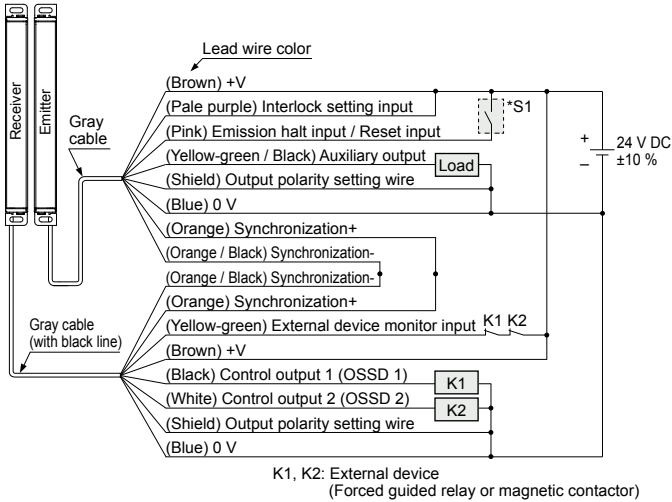 Receiver
Emitter
Lead wire color
Gray
cable
(Brown) +V
(Pale purple) Interlock setting input
(Pink) Emission halt input / Reset input
*S1
(Yellow-green / Black) Auxiliary output
Load
(Shield) Output polarity setting wire
(Blue) 0 V
+
–
24 V DC
±10 %
(Orange) Synchronization+
(Orange / Black) Synchronization-
(Orange / Black) Synchronization-
(Orange) Synchronization+
Gray cable
(with black line)
(Yellow-green) External device monitor input K1 K2
(Brown) +V
(Black) Control output 1 (OSSD 1)
K1
(White) Control output 2 (OSSD 2)
K2
(Shield) Output polarity setting wire
(Blue) 0 V
K1, K2: External device
(Forced guided relay or magnetic contactor)